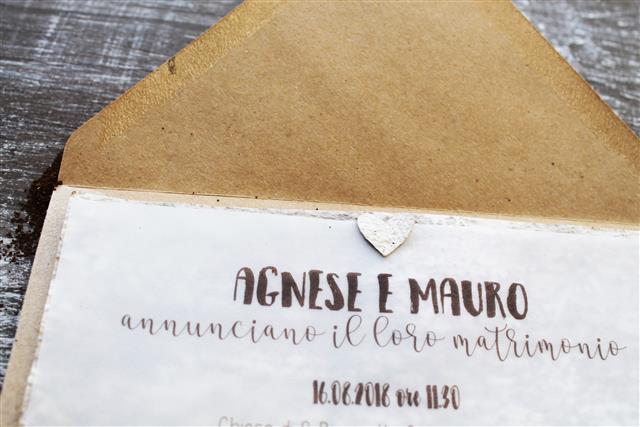 AGNESE E MAURO
annunciano il loro matrimonio
16.08.2018 ore 11.30